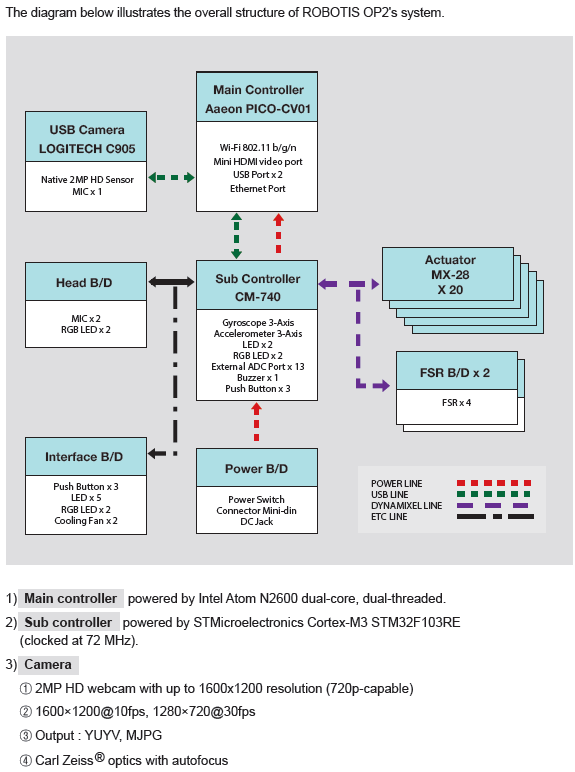 The diagram below illustrates the overall structure of ROBOTIS OP2's system.
Main Controller
Aaeon PICO-CV01
Wi-Fi 802.11 b/g/n
Mini HDMI video port
USB Port x 2
Ethernet Port
USB Camera
LOGITECH C905
Native 2MP HD Sensor
MIC x 1
Head B/D
MIC x 2
RGB LED x 2
Sub Controller
CM-740
Gyroscope 3-Axis
Accelerometer 3-Axis
LED x 2
RGB LED x 2
External ADC Port x 13
Buzzer x 1
Push Button x 3
Actuator
MX-28
X 20
FSR B/D x 2
FSR x 4
Interface B/D
Push Button x 3
LED x 5
RGB LED x 2
Cooling Fan x 2
Power B/D
Power Switch
Connector Mini-din
DC Jack
POWER LINE
USB LINE
DYNAMIXEL LINE
ETC LINE
1) Main controller powered by Intel Atom N2600 dual-core, dual-threaded.
2) Sub controller powered by STMicroelectronics Cortex-M3 STM32F103RE
(clocked at 72 MHz).
3) Camera
① 2MP HD webcam with up to 1600x1200 resolution (720p-capable)
② 1600×1200@10fps, 1280×720@30fps
③ Output : YUYV, MJPG
④ Carl Zeiss® optics with autofocus